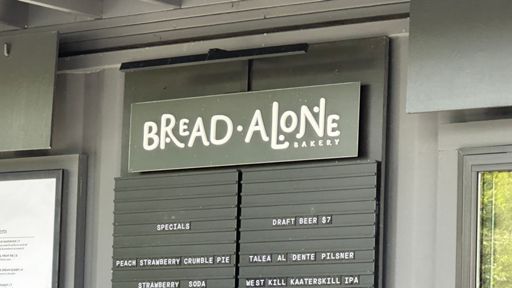 BREAD • ALONE
BAKERY
SPECIALS
PEACH STRAWBERRY CRUMBLE PIE
STRAWBERRY SODA
DRAFT BEER $7
TALEA AL DENTE PILSNER
WEST KILL KAATERSKILL IPA